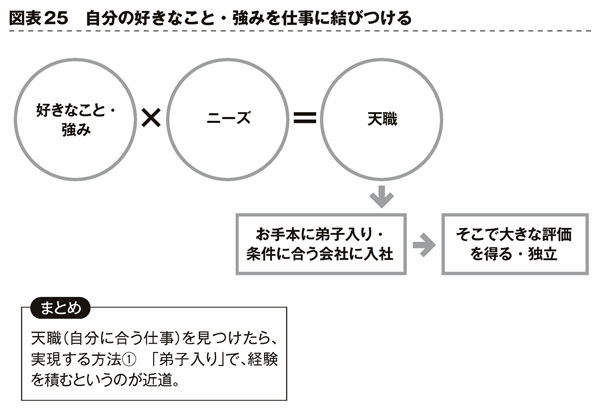 図表25 自分の好きなこと・強みを仕事に結びつける
好きなこと・
強み
×
ニーズ
=
天職
お手本に弟子入り・
条件に合う会社に入社
そこで大きな評価
を得る・独立
まとめ
天職(自分に合う仕事)を見つけたら、
実現する方法① 「弟子入り」で、経験
を積むというのが近道。